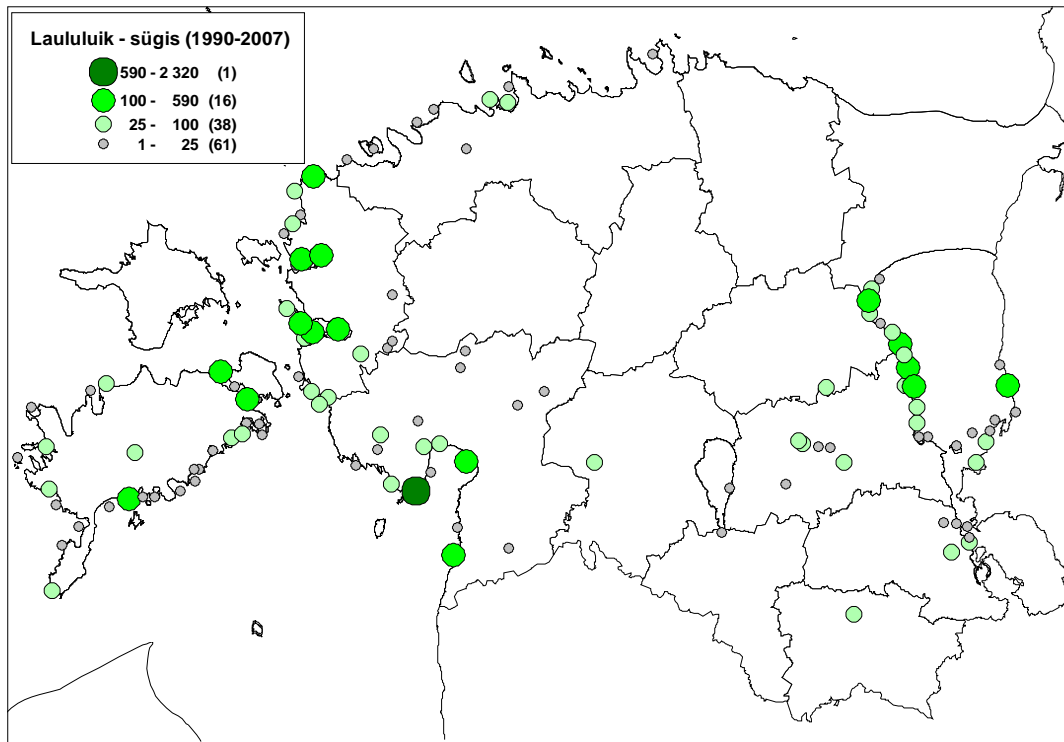 Laululuik - sügis (1990-2007)
590 - 2 320 (1)
100 - 590 (16)
25 - 100 (38)
1 - 25 (61)